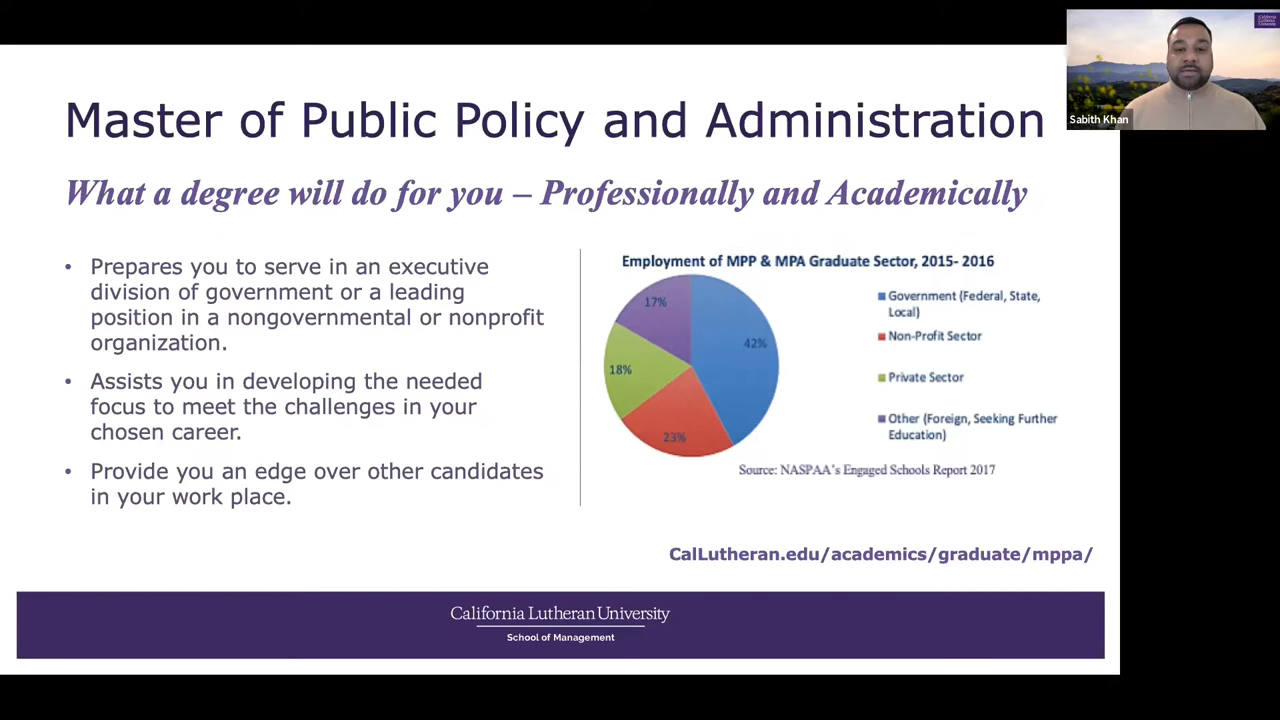 Master of Public Policy and Administration
What a degree will do for you – Professionally and Academically
• Prepares you to serve in an executive
division of government or a leading
position in a nongovernmental or nonprofit
organization.
• Assists you in developing the needed
focus to meet the challenges in your
chosen career.
• Provide you an edge over other candidates
in your work place.
Employment of MPP & MPA Graduate Sector, 2015- 2016
17%
42%
18%
23%
Government (Federal, State,
Local)
Non-Profit Sector
Private Sector
Other (Foreign, Seeking Further
Education)
Source: NASPAA's Engaged Schools Report 2017
CalLutheran.edu/academics/graduate/mppa/
California Lutheran University
School of Management
Sabith Khan
California
Lutheran
University